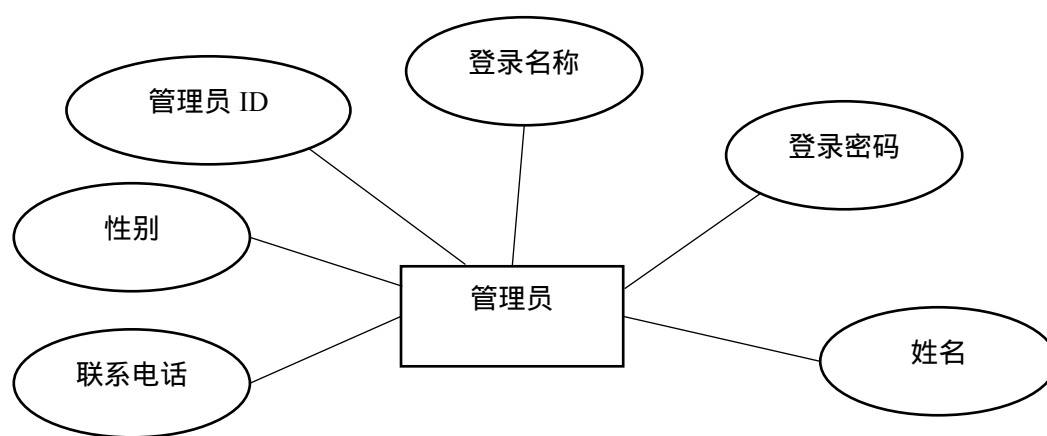 登录名称
管理员 ID
登录密码
性别
管理员
姓名
联系电话